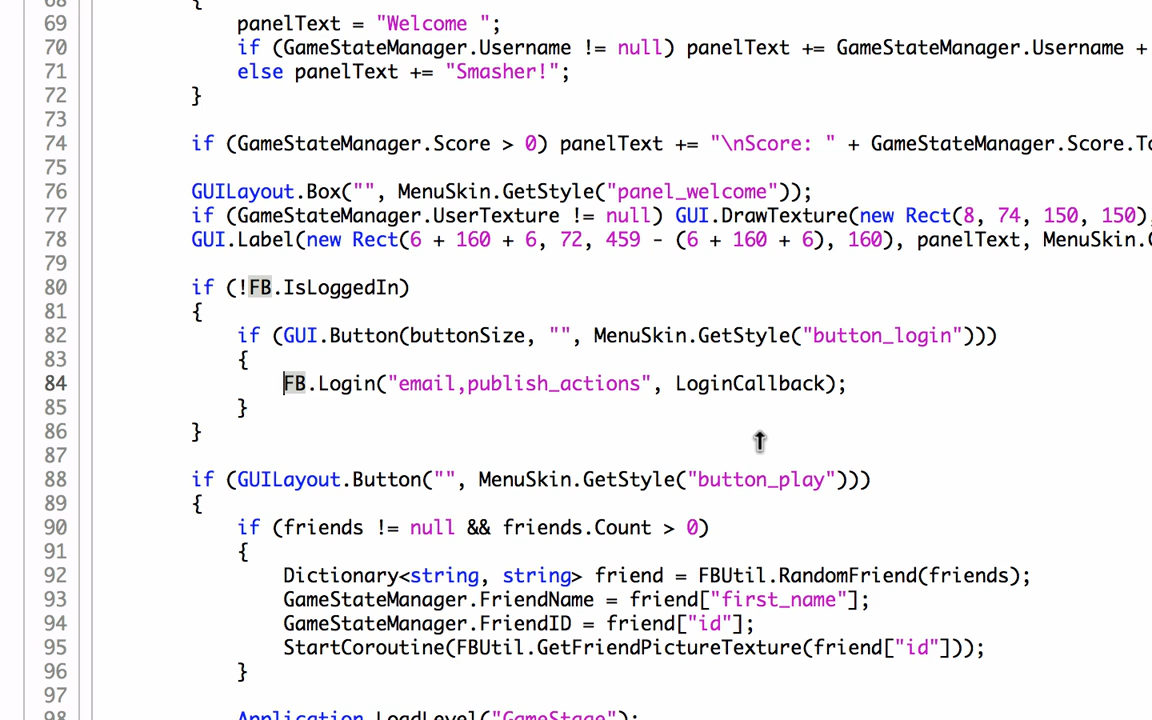 68 {
69 panelText = "Welcome ";
70 if (GameStateManager.Username != null) panelText += GameStateManager.Username +
71 else panelText += "Smasher!";
72 }
73
74 if (GameStateManager.Score > 0) panelText += "\nScore: " + GameStateManager.Score.To
75
76 GUILayout.Box("", MenuSkin.GetStyle("panel_welcome"));
77 if (GameStateManager.UserTexture != null) GUI.DrawTexture(new Rect(8, 74, 150, 150),
78 GUI.Label(new Rect(6 + 160 + 6, 72, 459 - (6 + 160 + 6), 160), panelText, MenuSkin.G
79
80 if (!FB.IsLoggedIn)
81 {
82 if (GUI.Button(buttonSize, "", MenuSkin.GetStyle("button_login")))
83 {
84 FB.Login("email,publish_actions", LoginCallback);
85 }
86 }
87
88 if (GUILayout.Button("", MenuSkin.GetStyle("button_play")))
89 {
90 if (friends != null && friends.Count > 0)
91 {
92 Dictionary<string, string> friend = FBUtil.RandomFriend(friends);
93 GameStateManager.FriendName = friend["first_name"];
94 GameStateManager.FriendID = friend["id"];
95 StartCoroutine(FBUtil.GetFriendPictureTexture(friend["id"]));
96 }
97
98 Application.LoadLevel("GameStage");